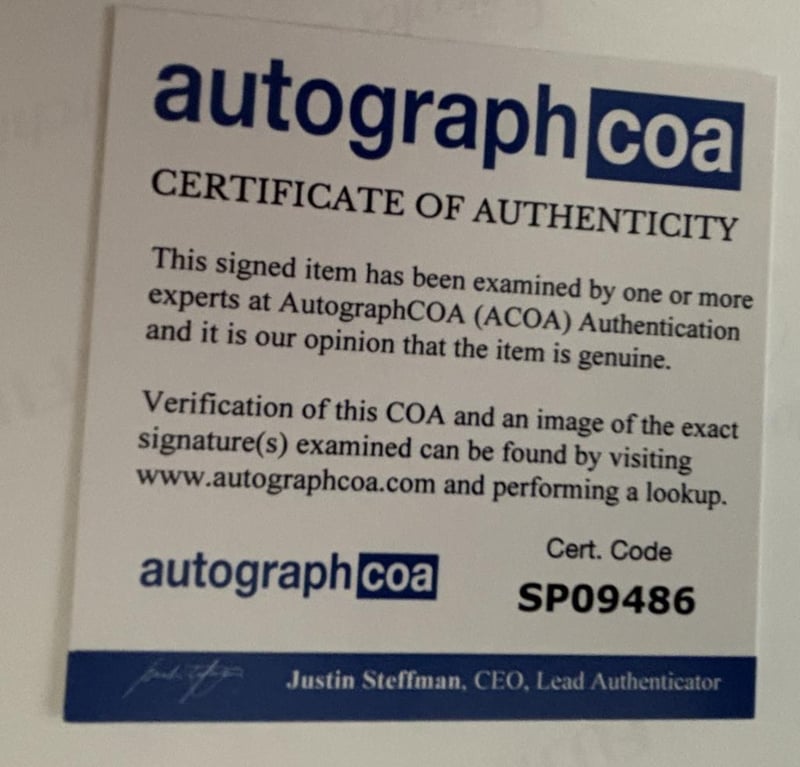 autographcoa
CERTIFICATE OF AUTHENTICITY
This signed item has been examined by one or more
experts at AutographCOA (ACOA) Authentication
and it is our opinion that the item is genuine.
Verification of this COA and an image of the exact
signature(s) examined can be found by visiting
www.autographcoa.com and performing a lookup.
Cert. Code
autographcoa
SP09486
Justin Steffman, CEO, Lead Authenticator